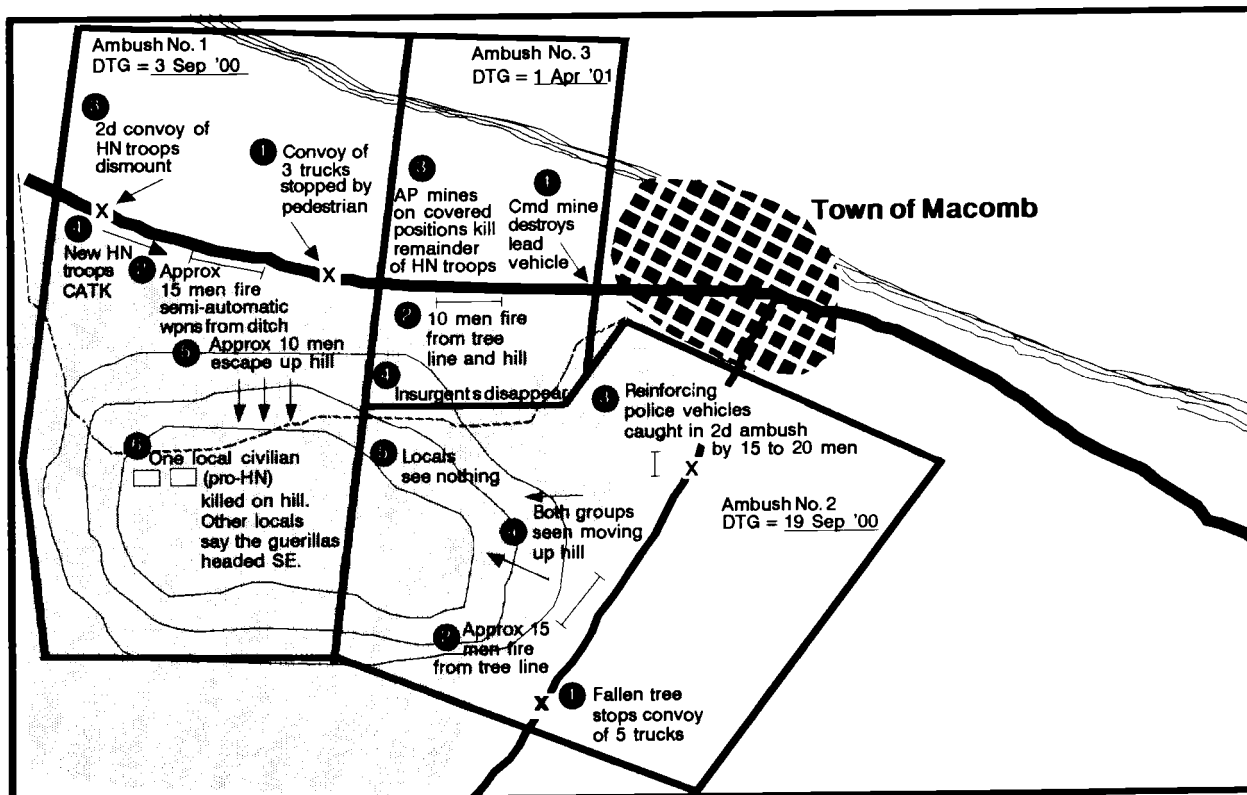 Ambush No. 1
DTG = 3 Sep '00
3
2d convoy of
HN troops
dismount
1 Convoy of
3 trucks
stopped by
pedestrian
4
New HN
troops
CATK
2 Approx
15 men fire
semi-automatic
wpns from ditch
5 Approx 10 men
escape up hill
6
One local civilian
(pro-HN)
killed on hill.
Other locals
say the guerillas
headed SE.
Ambush No. 3
DTG = 1 Apr '01
3
AP mines
on covered
positions kill
remainder
of HN troops
1
Cmd mine
destroys
lead
vehicle
2
10 men fire
from tree
line and hill
4
Insurgents disappear
Town of Macomb
3 Reinforcing
police vehicles
caught in 2d ambush
by 15 to 20 men
5 Locals
see nothing
Ambush No. 2
DTG = 19 Sep '00
4 Both groups
seen moving
up hill
2 Approx 15
men fire
from tree line
1 Fallen tree
stops convoy
of 5 trucks